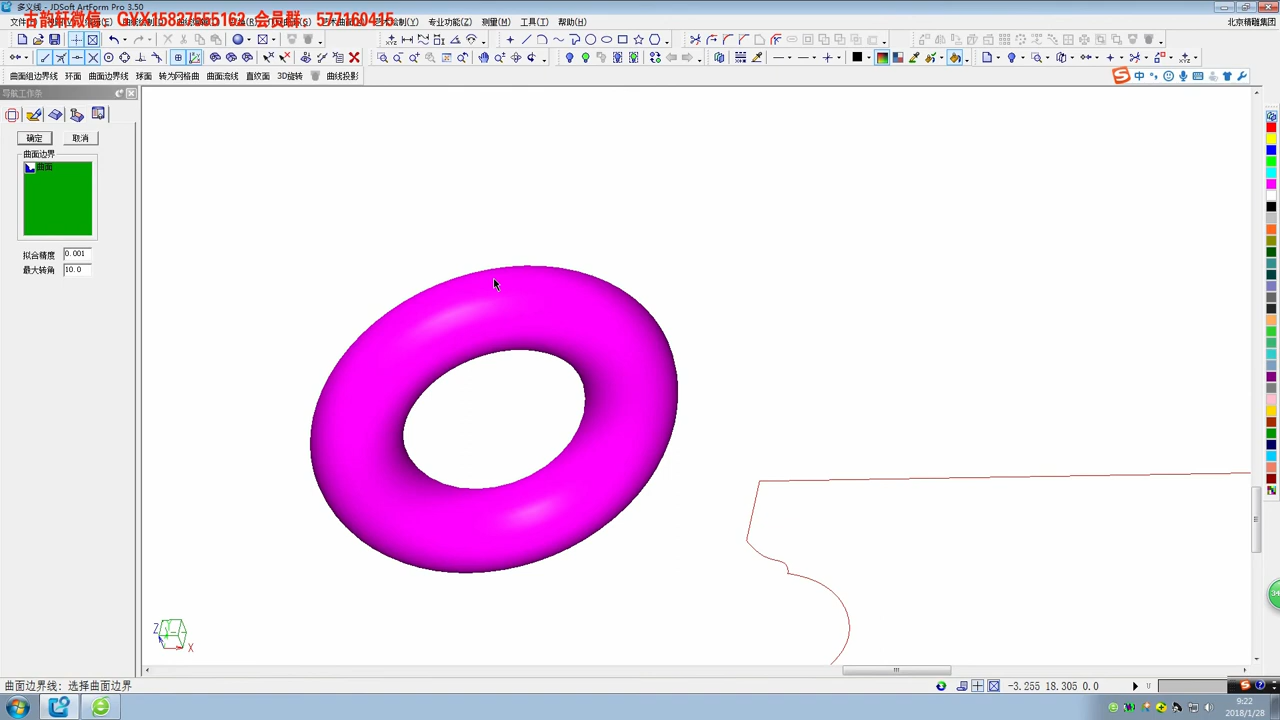 多义线 - JDSoft ArtForm Pro 3.50
古韵轩微信：GYX15837555162 会员群：577160415
专业功能(Z) 测量(M) 工具(T) 帮助(H) 北京精雕集团
曲面组边界线 环面 曲面边界线 球面 转为网格曲面 曲面流线 直纹面 3D旋转 曲线投影
中
导航工作条
确定 取消
曲面边界
曲面
拟合精度 0.001
最大转角 10.0
Z Y X
34
曲面边界线: 选择曲面边界
-3.255 18.305 0.0
9:22
2018/1/28